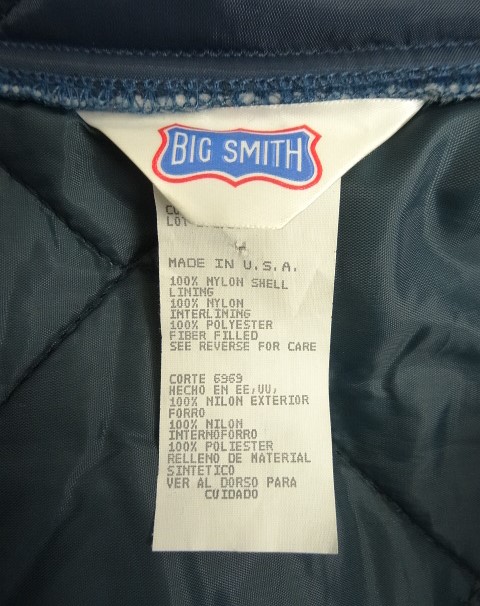 BIG SMITH
LOT
MADE IN U.S.A.
100% NYLON SHELL
LINING
100% NYLON
INTERLINING
100% POLYESTER
FIBER FILLED
SEE REVERSE FOR CARE
CORTE 6969
HECHO EN EE,UU,
100% NILON EXTERIOR
FORRO
100% NILON
INTERNOFORRO
100% POLIESTER
RELLENO DE MATERIAL
SINTETICO
VER AL DORSO PARA
CUIDADO